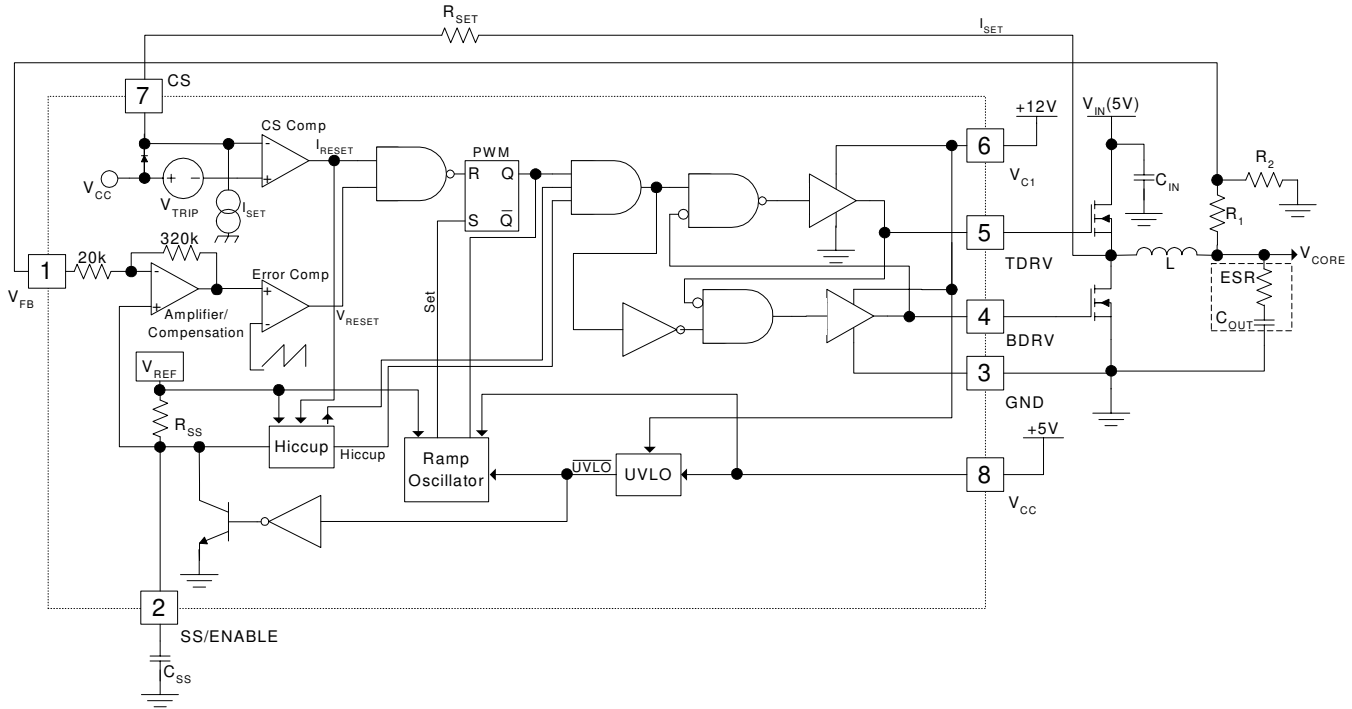 R_SET
I_SET
7
CS
V_CC
V_TRIP
I_SET
- 
+
+ -
CS Comp
I_RESET
PWM
R Q
S Q̅
+12V
V_IN(5V)
6
V_C1
C_IN
R_2
R_1
5
TDRV
L
V_CORE
ESR
C_OUT
1
V_FB
20k
320k
-
+
Amplifier/
Compensation
Error Comp
+
-
V_RESET
Set
4
BDRV
3
GND
V_REF
R_SS
Hiccup
Hiccup
Ramp
Oscillator
U̅V̅L̅O̅
UVLO
+5V
8
V_CC
2
SS/ENABLE
C_SS